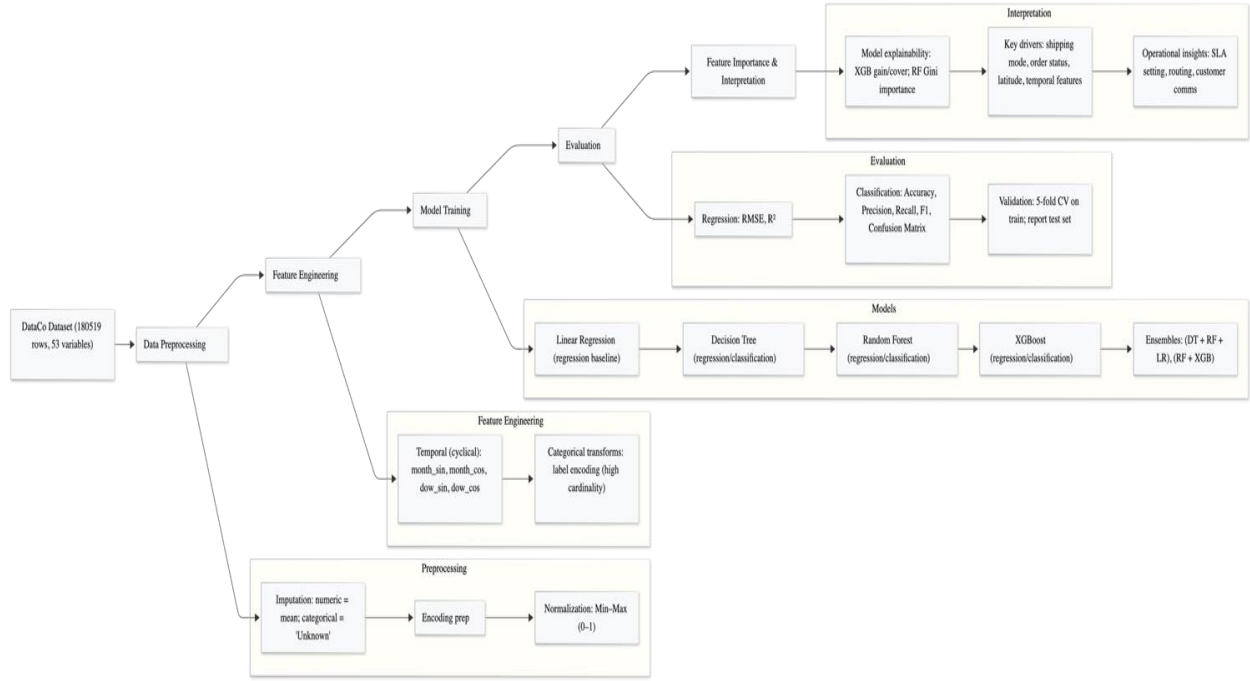 Interpretation
Feature Importance &
Interpretation
Model explainability:
XGB gain/cover; RF Gini
importance
Key drivers: shipping
mode, order status,
latitude, temporal features
Operational insights: SLA
setting, routing, customer
comms
Evaluation
Evaluation
Regression: RMSE, R²
Classification: Accuracy,
Precision, Recall, F1,
Confusion Matrix
Validation: 5-fold CV on
train; report test set
Model Training
Models
Linear Regression
(regression baseline)
Decision Tree
(regression/classification)
Random Forest
(regression/classification)
XGBoost
(regression/classification)
Ensembles: (DT + RF +
LR), (RF + XGB)
Feature Engineering
DataCo Dataset (180519
rows, 53 variables)
Data Preprocessing
Feature Engineering
Temporal (cyclical):
month_sin, month_cos,
dow_sin, dow_cos
Categorical transforms:
label encoding (high
cardinality)
Preprocessing
Imputation: numeric =
mean; categorical =
'Unknown'
Encoding prep
Normalization: Min–Max
(0–1)